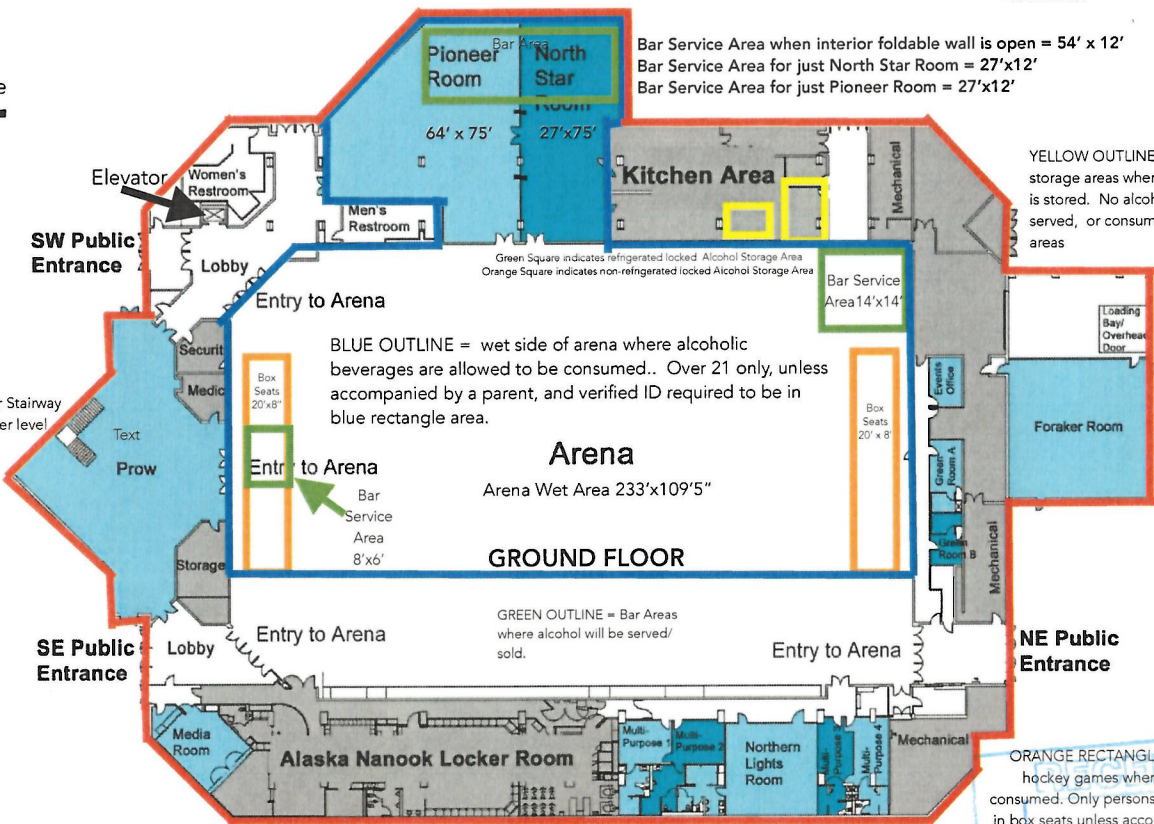 e
Bar Area
Pioneer
Room
North
Star
Room
64' x 75'
27'x75'
Bar Service Area when interior foldable wall is open = 54' x 12'
Bar Service Area for just North Star Room = 27'x12'
Bar Service Area for just Pioneer Room = 27'x12'
Kitchen Area
Mechanical
YELLOW OUTLINE
storage areas when
is stored. No alcoh
served, or consum
areas
Elevator
Women's
Restroom
Men's
Restroom
SW Public
Entrance
Lobby
Green Square indicates refrigerated locked Alcohol Storage Area
Orange Square indicates non-refrigerated locked Alcohol Storage Area
Entry to Arena
Bar Service
Area14'x14'
Loading
Bay/
Overhead
Door
Securit
Medic
BLUE OUTLINE = wet side of arena where alcoholic
beverages are allowed to be consumed.. Over 21 only, unless
accompanied by a parent, and verified ID required to be in
blue rectangle area.
Box
Seats
20'x8"
Box
Seats
20' x 8'
Events
Office
Foraker Room
r Stairway
er level
Text
Prow
Entry to Arena
Arena
Arena Wet Area 233'x109'5"
Bar
Service
Area
8'x6'
Green
Room A
Green
Room B
Mechanical
Storage
GROUND FLOOR
GREEN OUTLINE = Bar Areas
where alcohol will be served/
sold.
SE Public
Entrance
Lobby
Entry to Arena
Entry to Arena
NE Public
Entrance
Media
Room
Alaska Nanook Locker Room
Multi-
Purpose 1
Multi-
Purpose 2
Northern
Lights
Room
Multi-
Purpose 3
Multi-
Purpose 4
Mechanical
ORANGE RECTANGL
hockey games wher
consumed. Only persons
in box seats unless acco